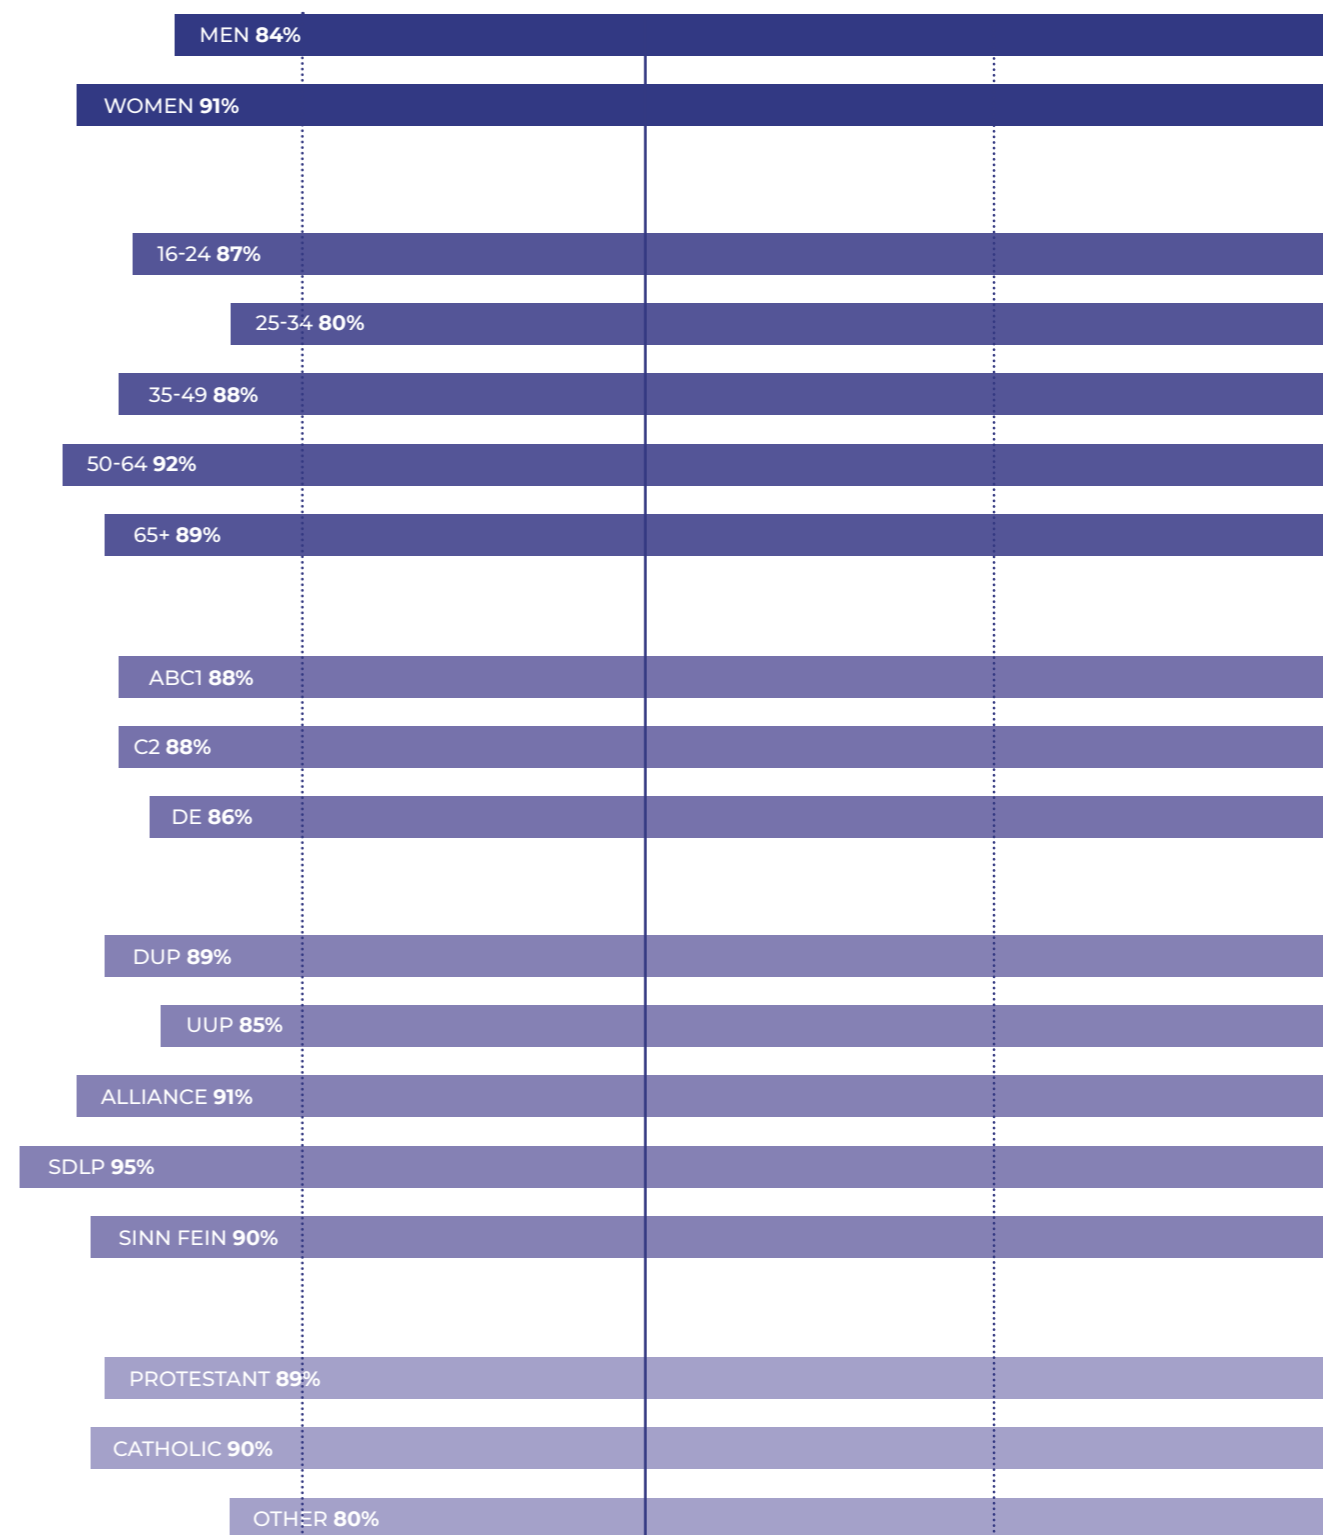 MEN 84%
WOMEN 91%
16-24 87%
25-34 80%
35-49 88%
50-64 92%
65+ 89%
ABC1 88%
C2 88%
DE 86%
DUP 89%
UUP 85%
ALLIANCE 91%
SDLP 95%
SINN FEIN 90%
PROTESTANT 89%
CATHOLIC 90%
OTHER 80%